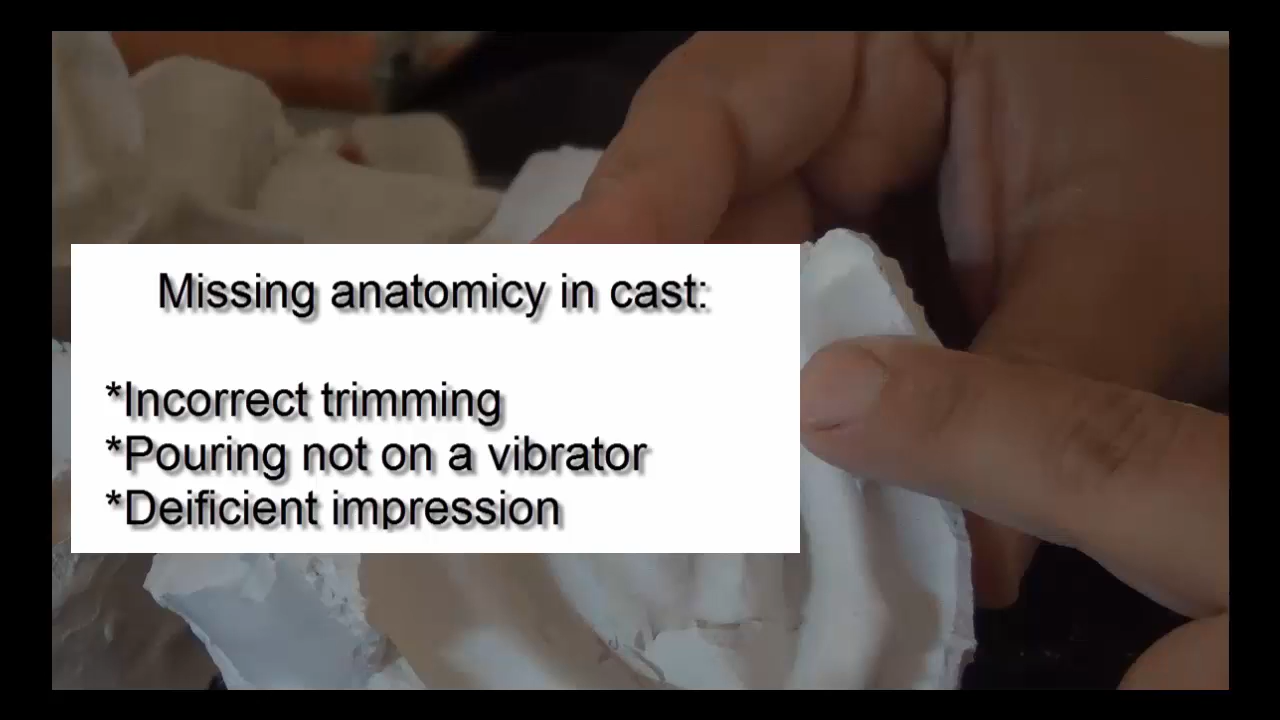 Missing anatomicy in cast:
*Incorrect trimming
*Pouring not on a vibrator
*Deificient impression